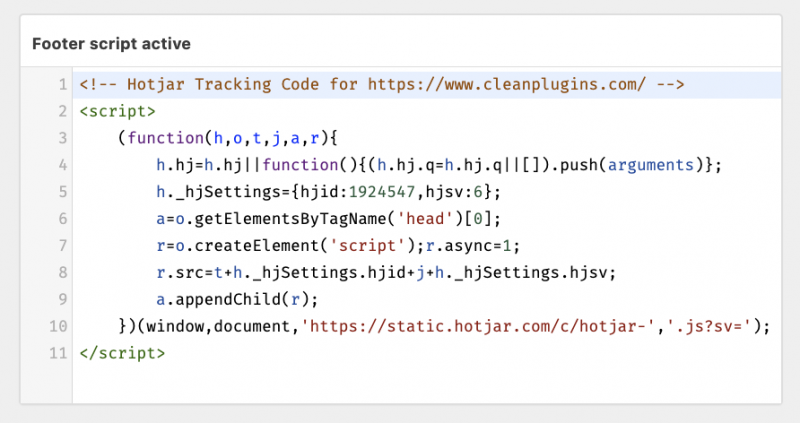 Footer script active
1 <!-- Hotjar Tracking Code for https://www.cleanplugins.com/ -->
2 <script>
3     (function(h,o,t,j,a,r){
4         h.hj=h.hj||function(){(h.hj.q=h.hj.q||[]).push(arguments)};
5         h._hjSettings={hjid:1924547,hjsv:6};
6         a=o.getElementsByTagName('head')[0];
7         r=o.createElement('script');r.async=1;
8         r.src=t+h._hjSettings.hjid+j+h._hjSettings.hjsv;
9         a.appendChild(r);
10     })(window,document,'https://static.hotjar.com/c/hotjar-','.js?sv=');
11 </script>